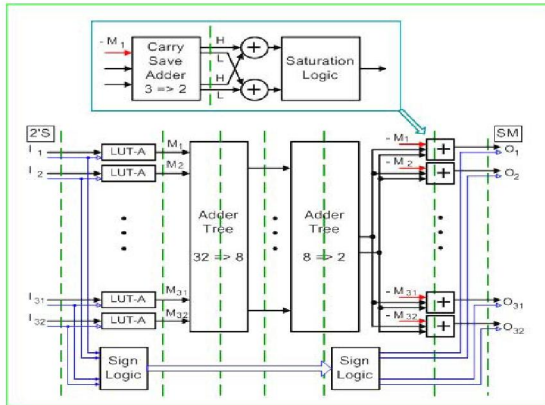 - M1
Carry
Save
Adder
3 => 2
H
L
H
L
+
+
Saturation
Logic
2'S
SM
I 1
LUT-A
M1
I 2
LUT-A
M2
Adder
Tree
32 => 8
Adder
Tree
8 => 2
- M1
+
O1
- M2
+
O2
I31
LUT-A
M31
I32
LUT-A
M32
- M31
+
O31
- M32
+
O32
Sign
Logic
Sign
Logic